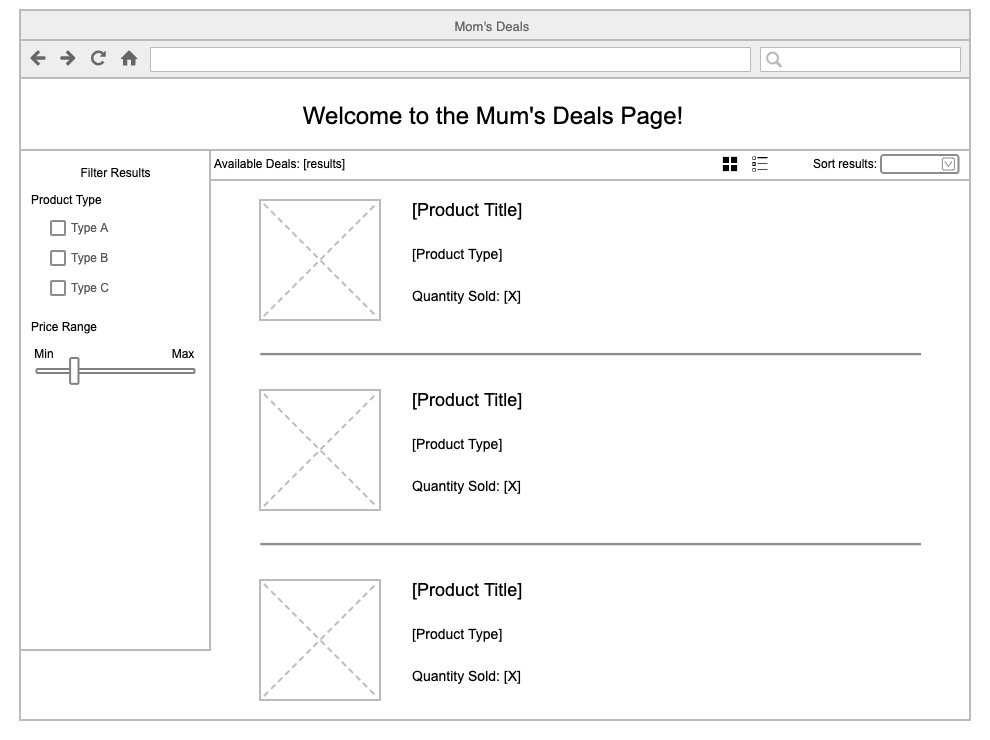 Mom's Deals
Welcome to the Mum's Deals Page!
Filter Results
Product Type
Type A
Type B
Type C
Price Range
Min Max
Available Deals: [results] Sort results:
[Product Title]
[Product Type]
Quantity Sold: [X]
[Product Title]
[Product Type]
Quantity Sold: [X]
[Product Title]
[Product Type]
Quantity Sold: [X]